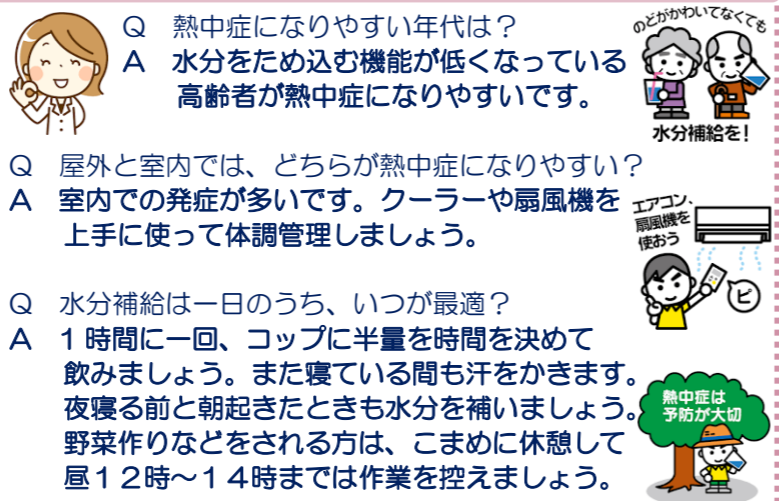 Q 熱中症になりやすい年代は？
A 水分をため込む機能が低くなっている
高齢者が熱中症になりやすいです。
のどがかわいてなくても
水分補給を！
Q 屋外と室内では、どちらが熱中症になりやすい？
A 室内での発症が多いです。クーラーや扇風機を
上手に使って体調管理しましょう。
エアコン、
扇風機を
使おう
ピ
Q 水分補給は一日のうち、いつが最適？
A 1時間に一回、コップに半量を時間を決めて
飲みましょう。また寝ている間も汗をかきます。
夜寝る前と朝起きたときも水分を補いましょう。
野菜作りなどをされる方は、こまめに休憩して
昼１２時～１４時までは作業を控えましょう。
熱中症は
予防が大切